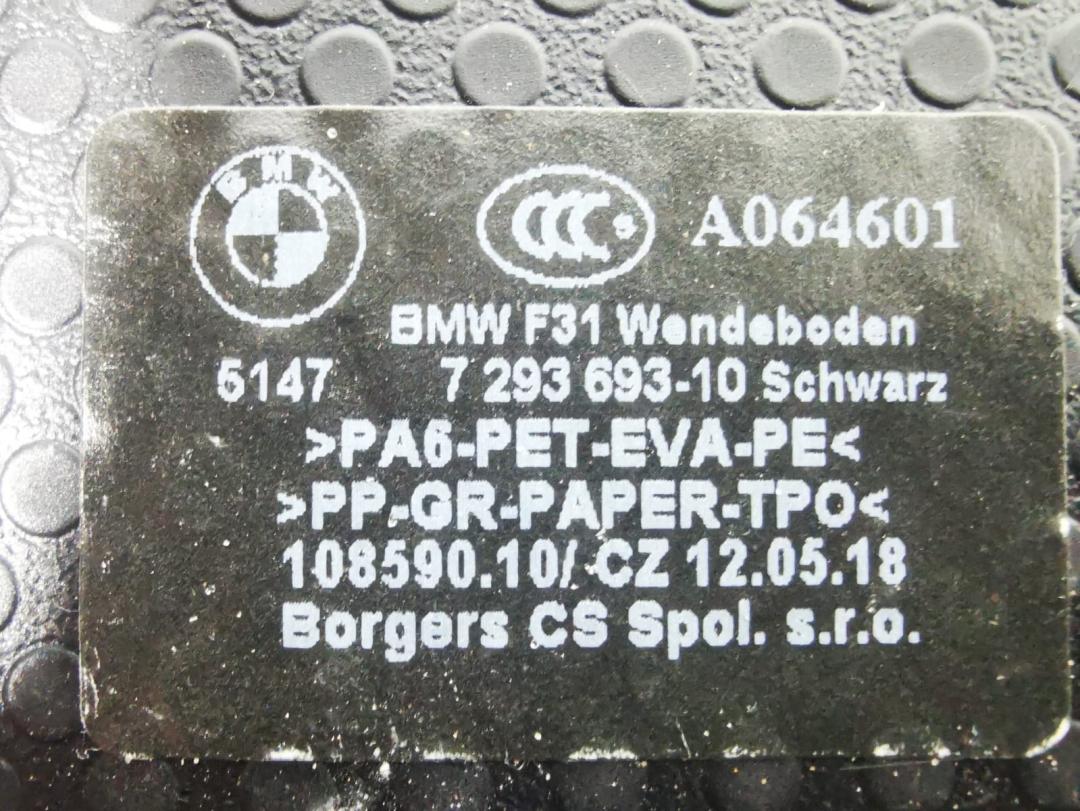 BMW
CCC S A064601
BMW F31 Wendeboden
5147 7 293 693-10 Schwarz
>PA6-PET-EVA-PE<
>PP-GR-PAPER-TPO<
108590.10/ CZ 12.05.18
Borgers CS Spol. s.r.o.